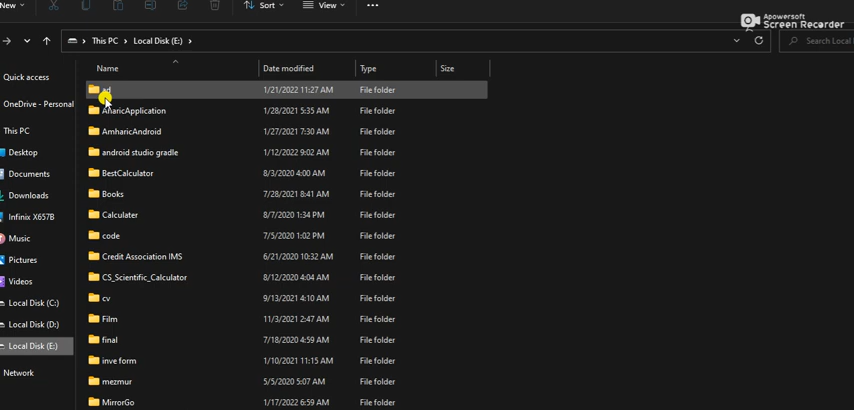 New
Sort
View
Apowersoft
Screen Recorder
This PC
Local Disk (E:)
Search Local
Name
Date modified
Type
Size
Quick access
OneDrive - Personal
This PC
Desktop
Documents
Downloads
Infinix X657B
Music
Pictures
Videos
Local Disk (C:)
Local Disk (D:)
Local Disk (E:)
Network
ad 1/21/2022 11:27 AM File folder
AharicApplication 1/28/2021 5:35 AM File folder
AmharicAndroid 1/27/2021 7:30 AM File folder
android studio gradle 1/12/2022 9:02 AM File folder
BestCalculator 8/3/2020 4:00 AM File folder
Books 7/28/2021 8:41 AM File folder
Calculater 8/7/2020 1:34 PM File folder
code 7/5/2020 1:02 PM File folder
Credit Association IMS 6/21/2020 10:32 AM File folder
CS_Scientific_Calculator 8/12/2020 4:04 AM File folder
cv 9/13/2021 4:10 AM File folder
Film 11/3/2021 2:47 AM File folder
final 7/18/2020 4:59 AM File folder
inve form 1/10/2021 11:15 AM File folder
mezmur 5/5/2020 5:07 AM File folder
MirrorGo 1/17/2022 6:59 AM File folder